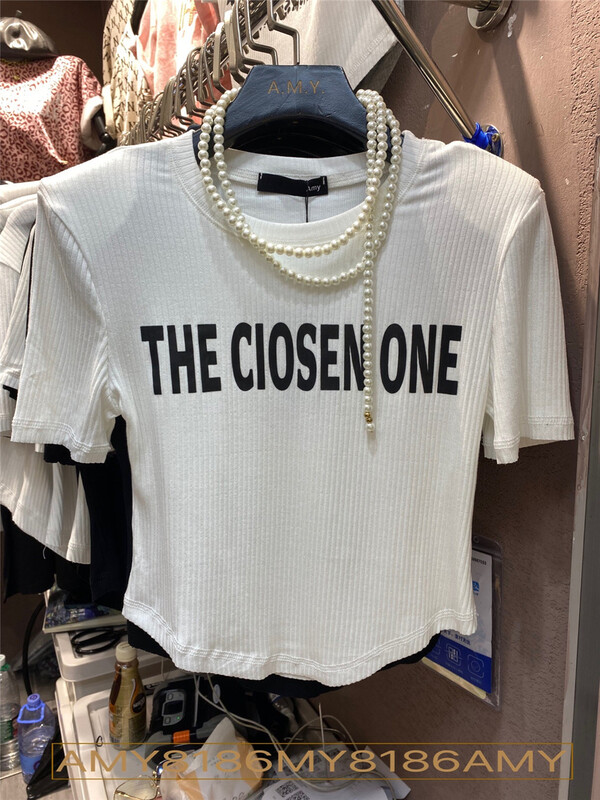 A.M.Y.
Amy
THE CIOSEN ONE
AMY8186MY8186AMY